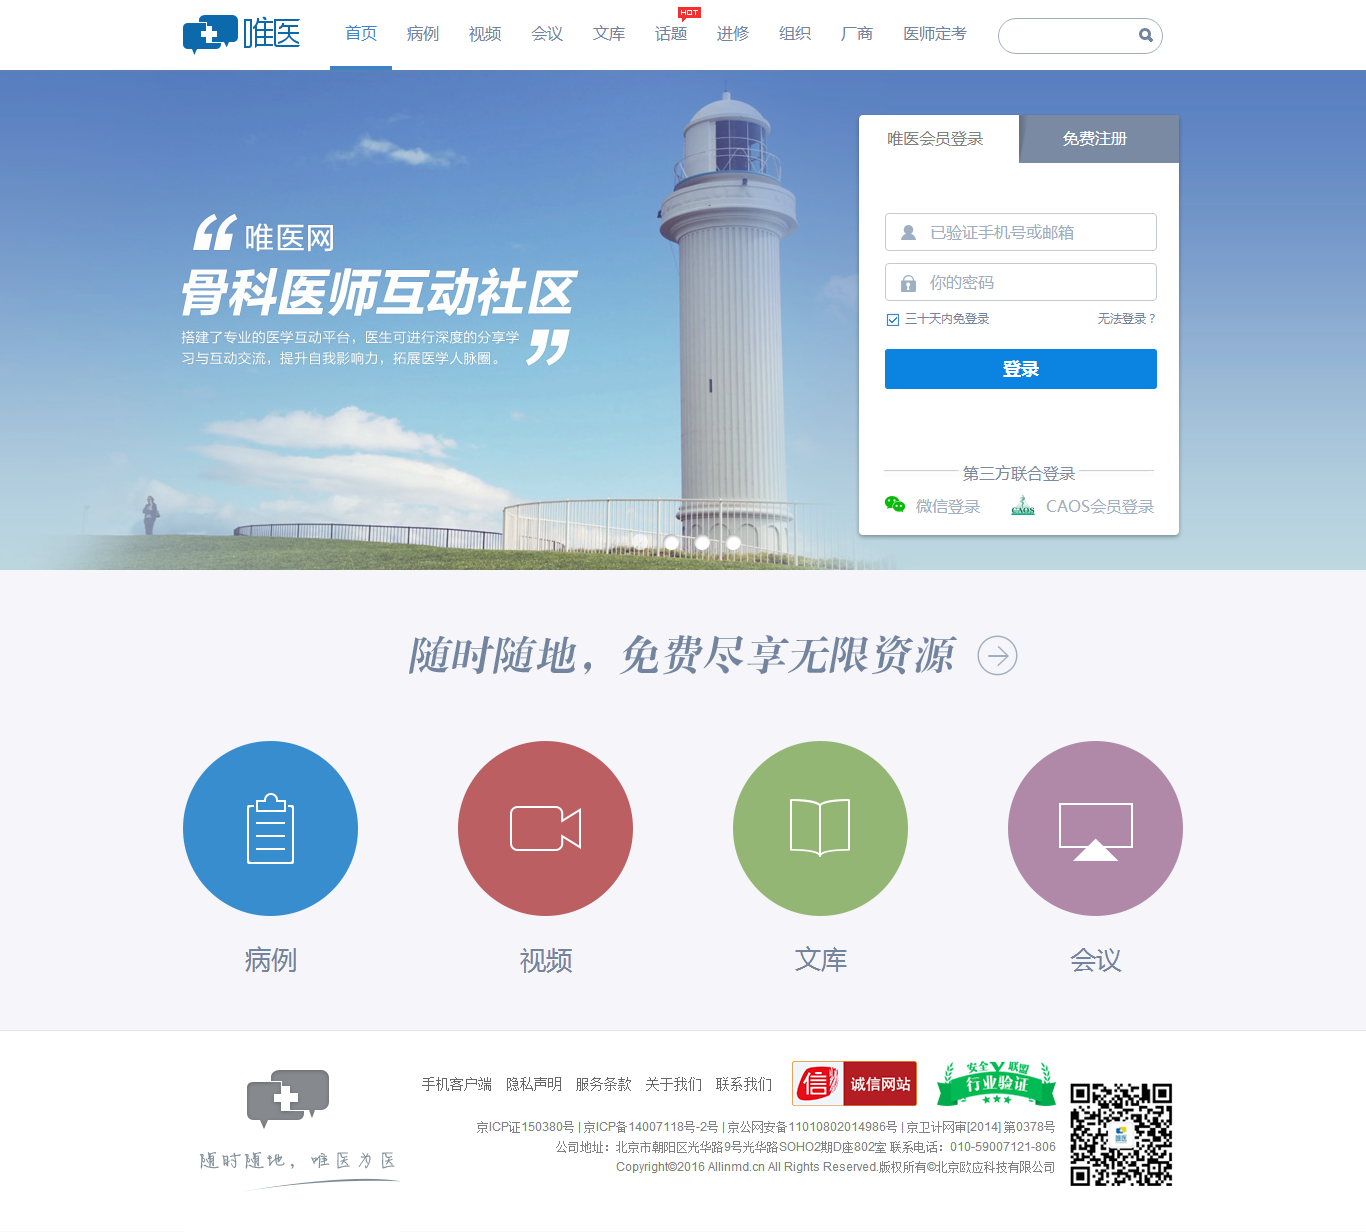 唯医
首页 病例 视频 会议 文库 话题 进修 组织 厂商 医师定考
HOT
唯医会员登录 免费注册
“唯医网
骨科医师互动社区
搭建了专业的医学互动平台，医生可进行深度的分享学
习与互动交流，提升自我影响力，拓展医学人脉圈。”
已验证手机号或邮箱
你的密码
三十天内免登录 无法登录？
登录
第三方联合登录
微信登录 CAOS CAOS会员登录
随时随地，免费尽享无限资源
病例 视频 文库 会议
手机客户端 隐私声明 服务条款 关于我们 联系我们
信 诚信网站
安全联盟
行业验证
京ICP证150380号 | 京ICP备14007118号-2号 | 京公网安备11010802014986号 | 京卫计网审[2014] 第0378号
公司地址：北京市朝阳区光华路9号光华路SOHO2期D座802室 联系电话：010-59007121-806
Copyright©2016 Allinmd.cn All Rights Reserved.版权所有©北京欧应科技有限公司
随时随地，唯医为医
唯医